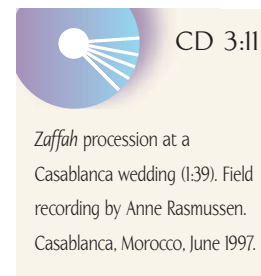 CD 3:11
Zaffah procession at a
Casablanca wedding (1:39). Field
recording by Anne Rasmussen.
Casablanca, Morocco, June 1997.